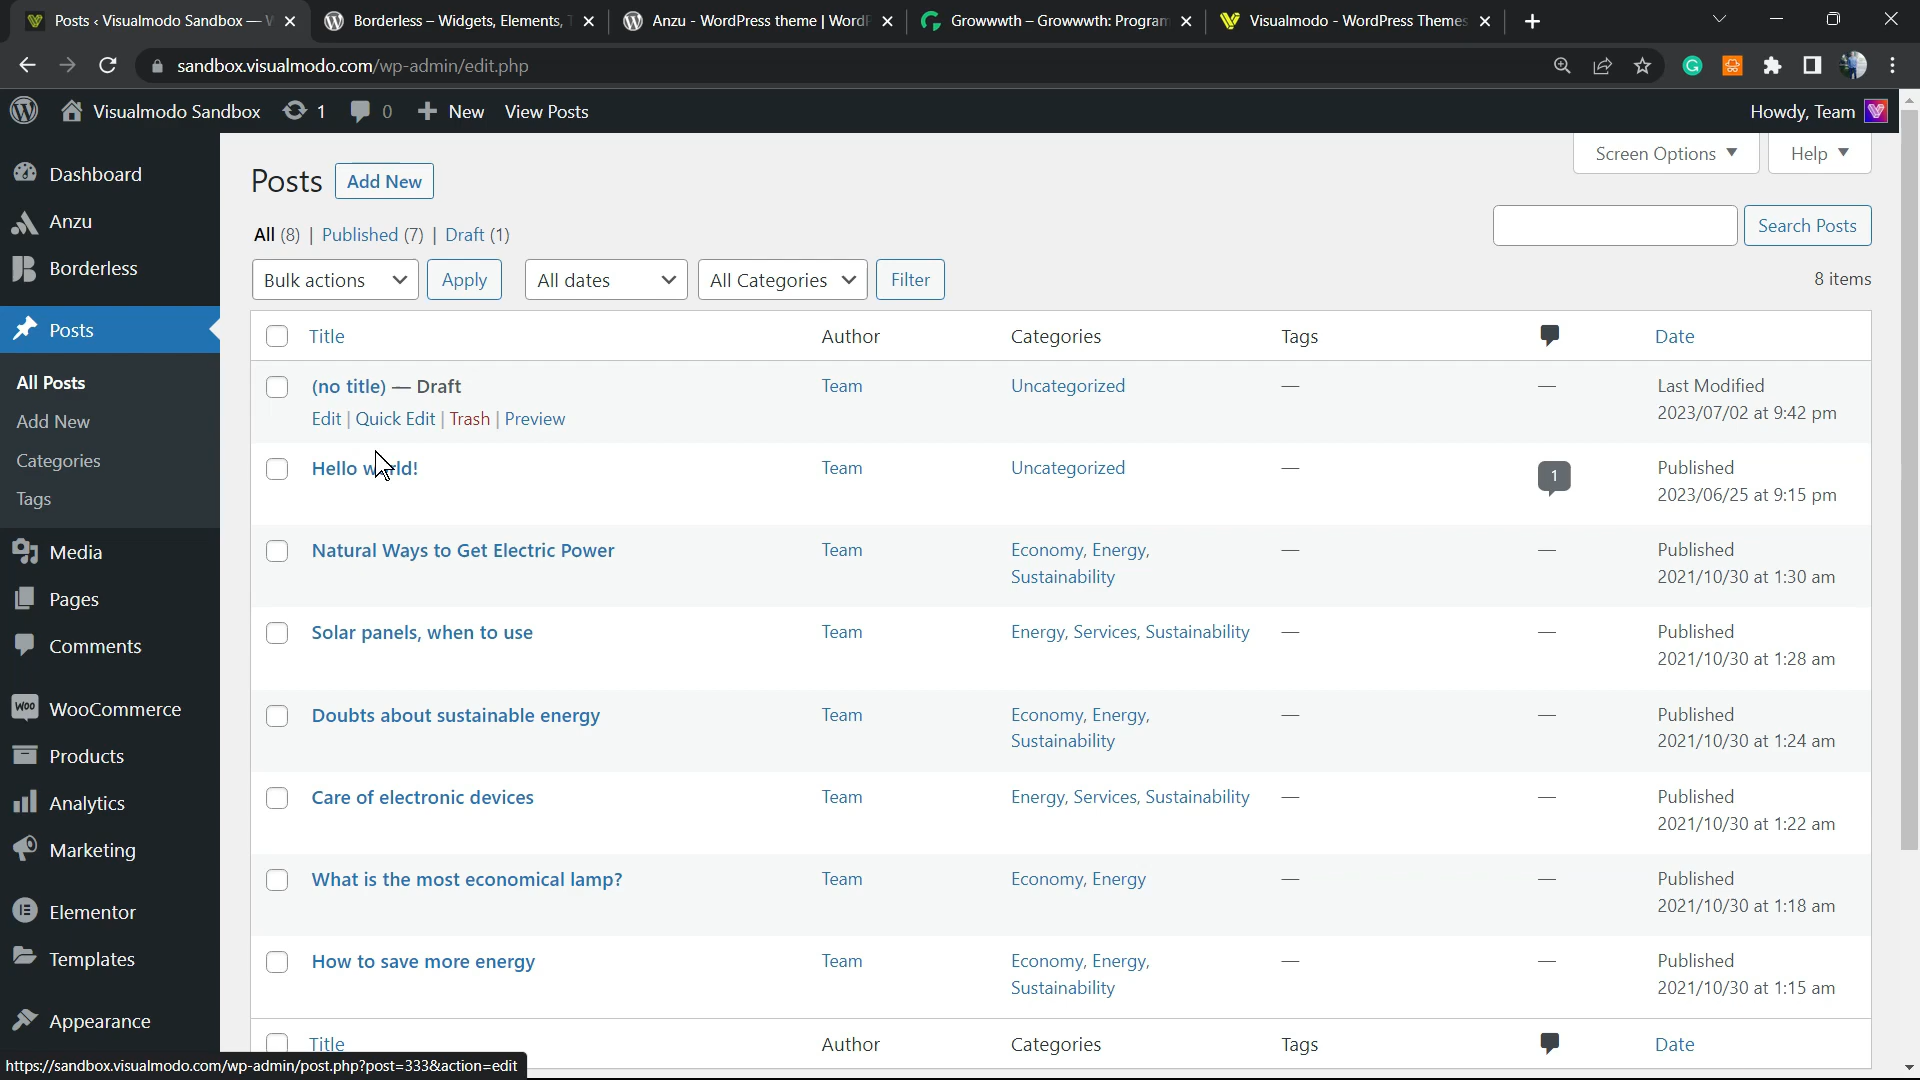 Posts ‹ Visualmodo Sandbox — W
Borderless – Widgets, Elements, T
Anzu - WordPress theme | WordP
Growwwth – Growwwth: Program
Visualmodo - WordPress Themes
sandbox.visualmodo.com/wp-admin/edit.php
Visualmodo Sandbox 1 0 New View Posts
Howdy, Team
Dashboard
Anzu
Borderless
Posts
All Posts
Add New
Categories
Tags
Media
Pages
Comments
WooCommerce
Products
Analytics
Marketing
Elementor
Templates
Appearance
Screen Options Help
Posts Add New
All (8) | Published (7) | Draft (1)
Search Posts
Bulk actions Apply All dates All Categories Filter
8 items
Title Author Categories Tags Date
(no title) — Draft Team Uncategorized — — Last Modified
2023/07/02 at 9:42 pm
Edit | Quick Edit | Trash | Preview
Hello world! Team Uncategorized — 1 Published
2023/06/25 at 9:15 pm
Natural Ways to Get Electric Power Team Economy, Energy, — — Published
Sustainability 2021/10/30 at 1:30 am
Solar panels, when to use Team Energy, Services, Sustainability — — Published
2021/10/30 at 1:28 am
Doubts about sustainable energy Team Economy, Energy, — — Published
Sustainability 2021/10/30 at 1:24 am
Care of electronic devices Team Energy, Services, Sustainability — — Published
2021/10/30 at 1:22 am
What is the most economical lamp? Team Economy, Energy — — Published
2021/10/30 at 1:18 am
How to save more energy Team Economy, Energy, — — Published
Sustainability 2021/10/30 at 1:15 am
Title Author Categories Tags Date
https://sandbox.visualmodo.com/wp-admin/post.php?post=333&action=edit